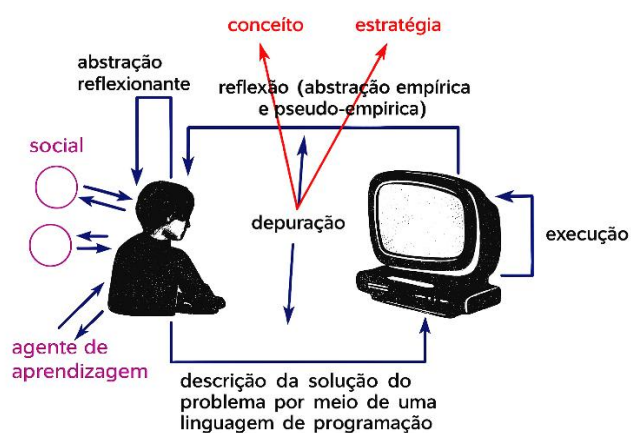 conceíto
estratégia
abstração
reflexionante
reflexão (abstração empírica
e pseudo-empírica)
social
depuração
execução
agente de
aprendizagem
descrição da solução do
problema por meio de uma
linguagem de programação